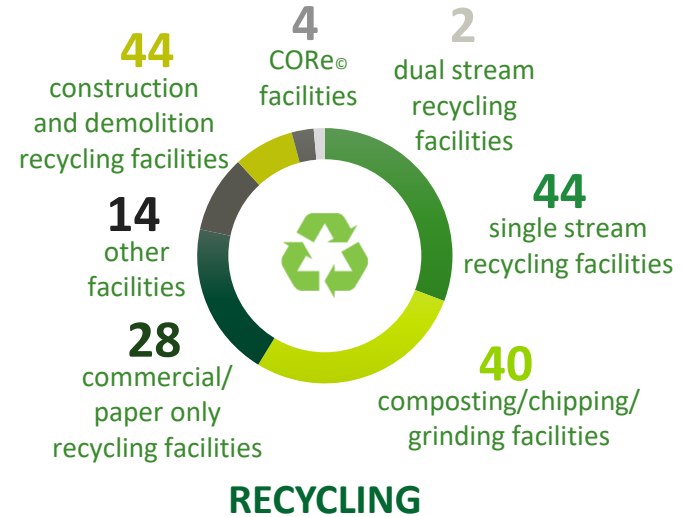 44
construction
and demolition
recycling facilities
4
CORe©
facilities
2
dual stream
recycling
facilities
44
single stream
recycling facilities
14
other
facilities
28
commercial/
paper only
recycling facilities
40
composting/chipping/
grinding facilities
RECYCLING